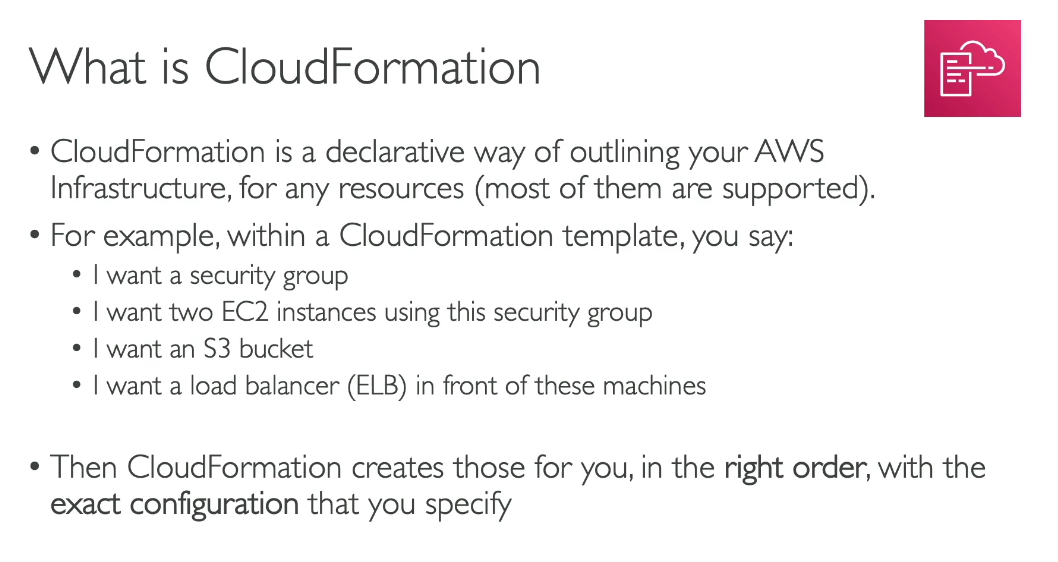 What is CloudFormation
• CloudFormation is a declarative way of outlining your AWS
Infrastructure, for any resources (most of them are supported).
• For example, within a CloudFormation template, you say:
• I want a security group
• I want two EC2 instances using this security group
• I want an S3 bucket
• I want a load balancer (ELB) in front of these machines
• Then CloudFormation creates those for you, in the right order, with the
exact configuration that you specify